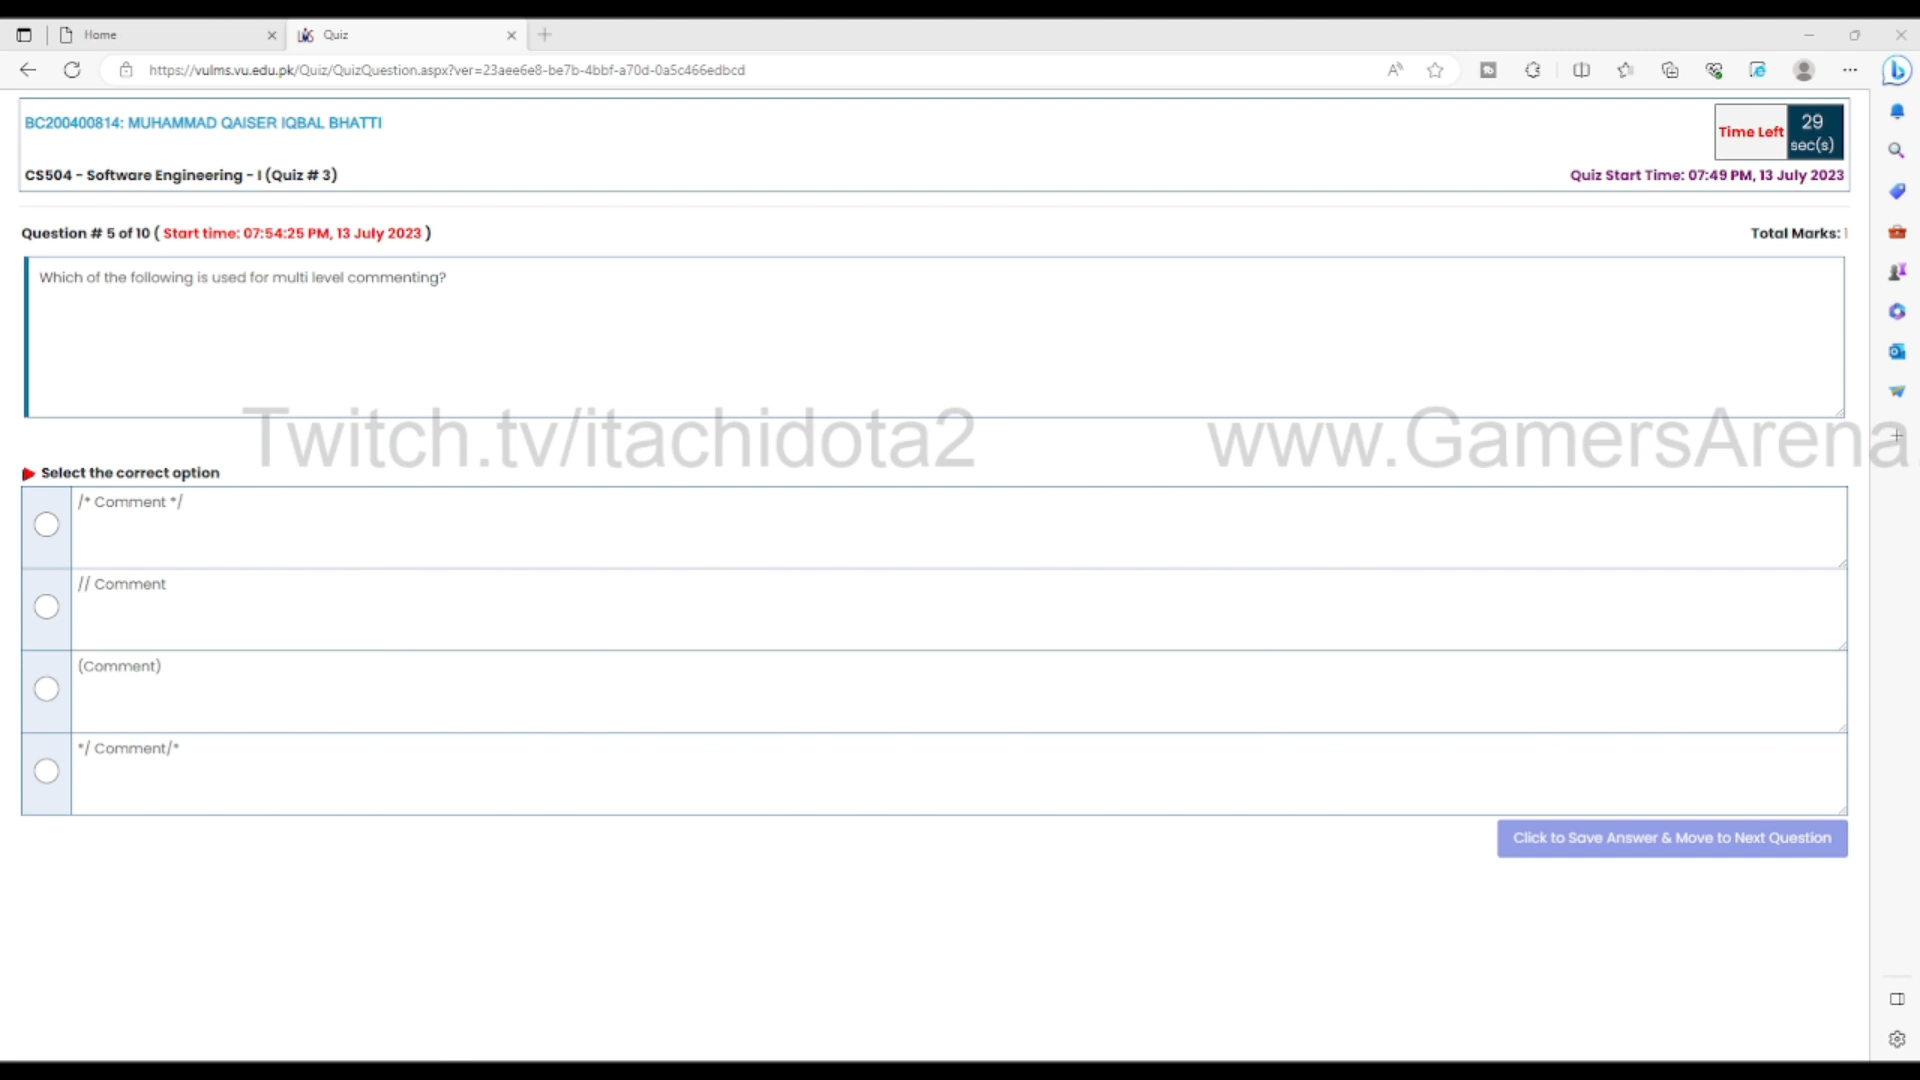 Home
Quiz
https://vulms.vu.edu.pk/Quiz/QuizQuestion.aspx?ver=23aee6e8-be7b-4bbf-a70d-0a5c466edbcd
BC200400814: MUHAMMAD QAISER IQBAL BHATTI
Time Left 29 sec(s)
CS504 - Software Engineering - I (Quiz # 3)
Quiz Start Time: 07:49 PM, 13 July 2023
Question # 5 of 10 ( Start time: 07:54:25 PM, 13 July 2023 )
Total Marks: 1
Which of the following is used for multi level commenting?
Twitch.tv/itachidota2
www.GamersArena.
Select the correct option
/* Comment */
// Comment
(Comment)
*/ Comment/*
Click to Save Answer & Move to Next Question